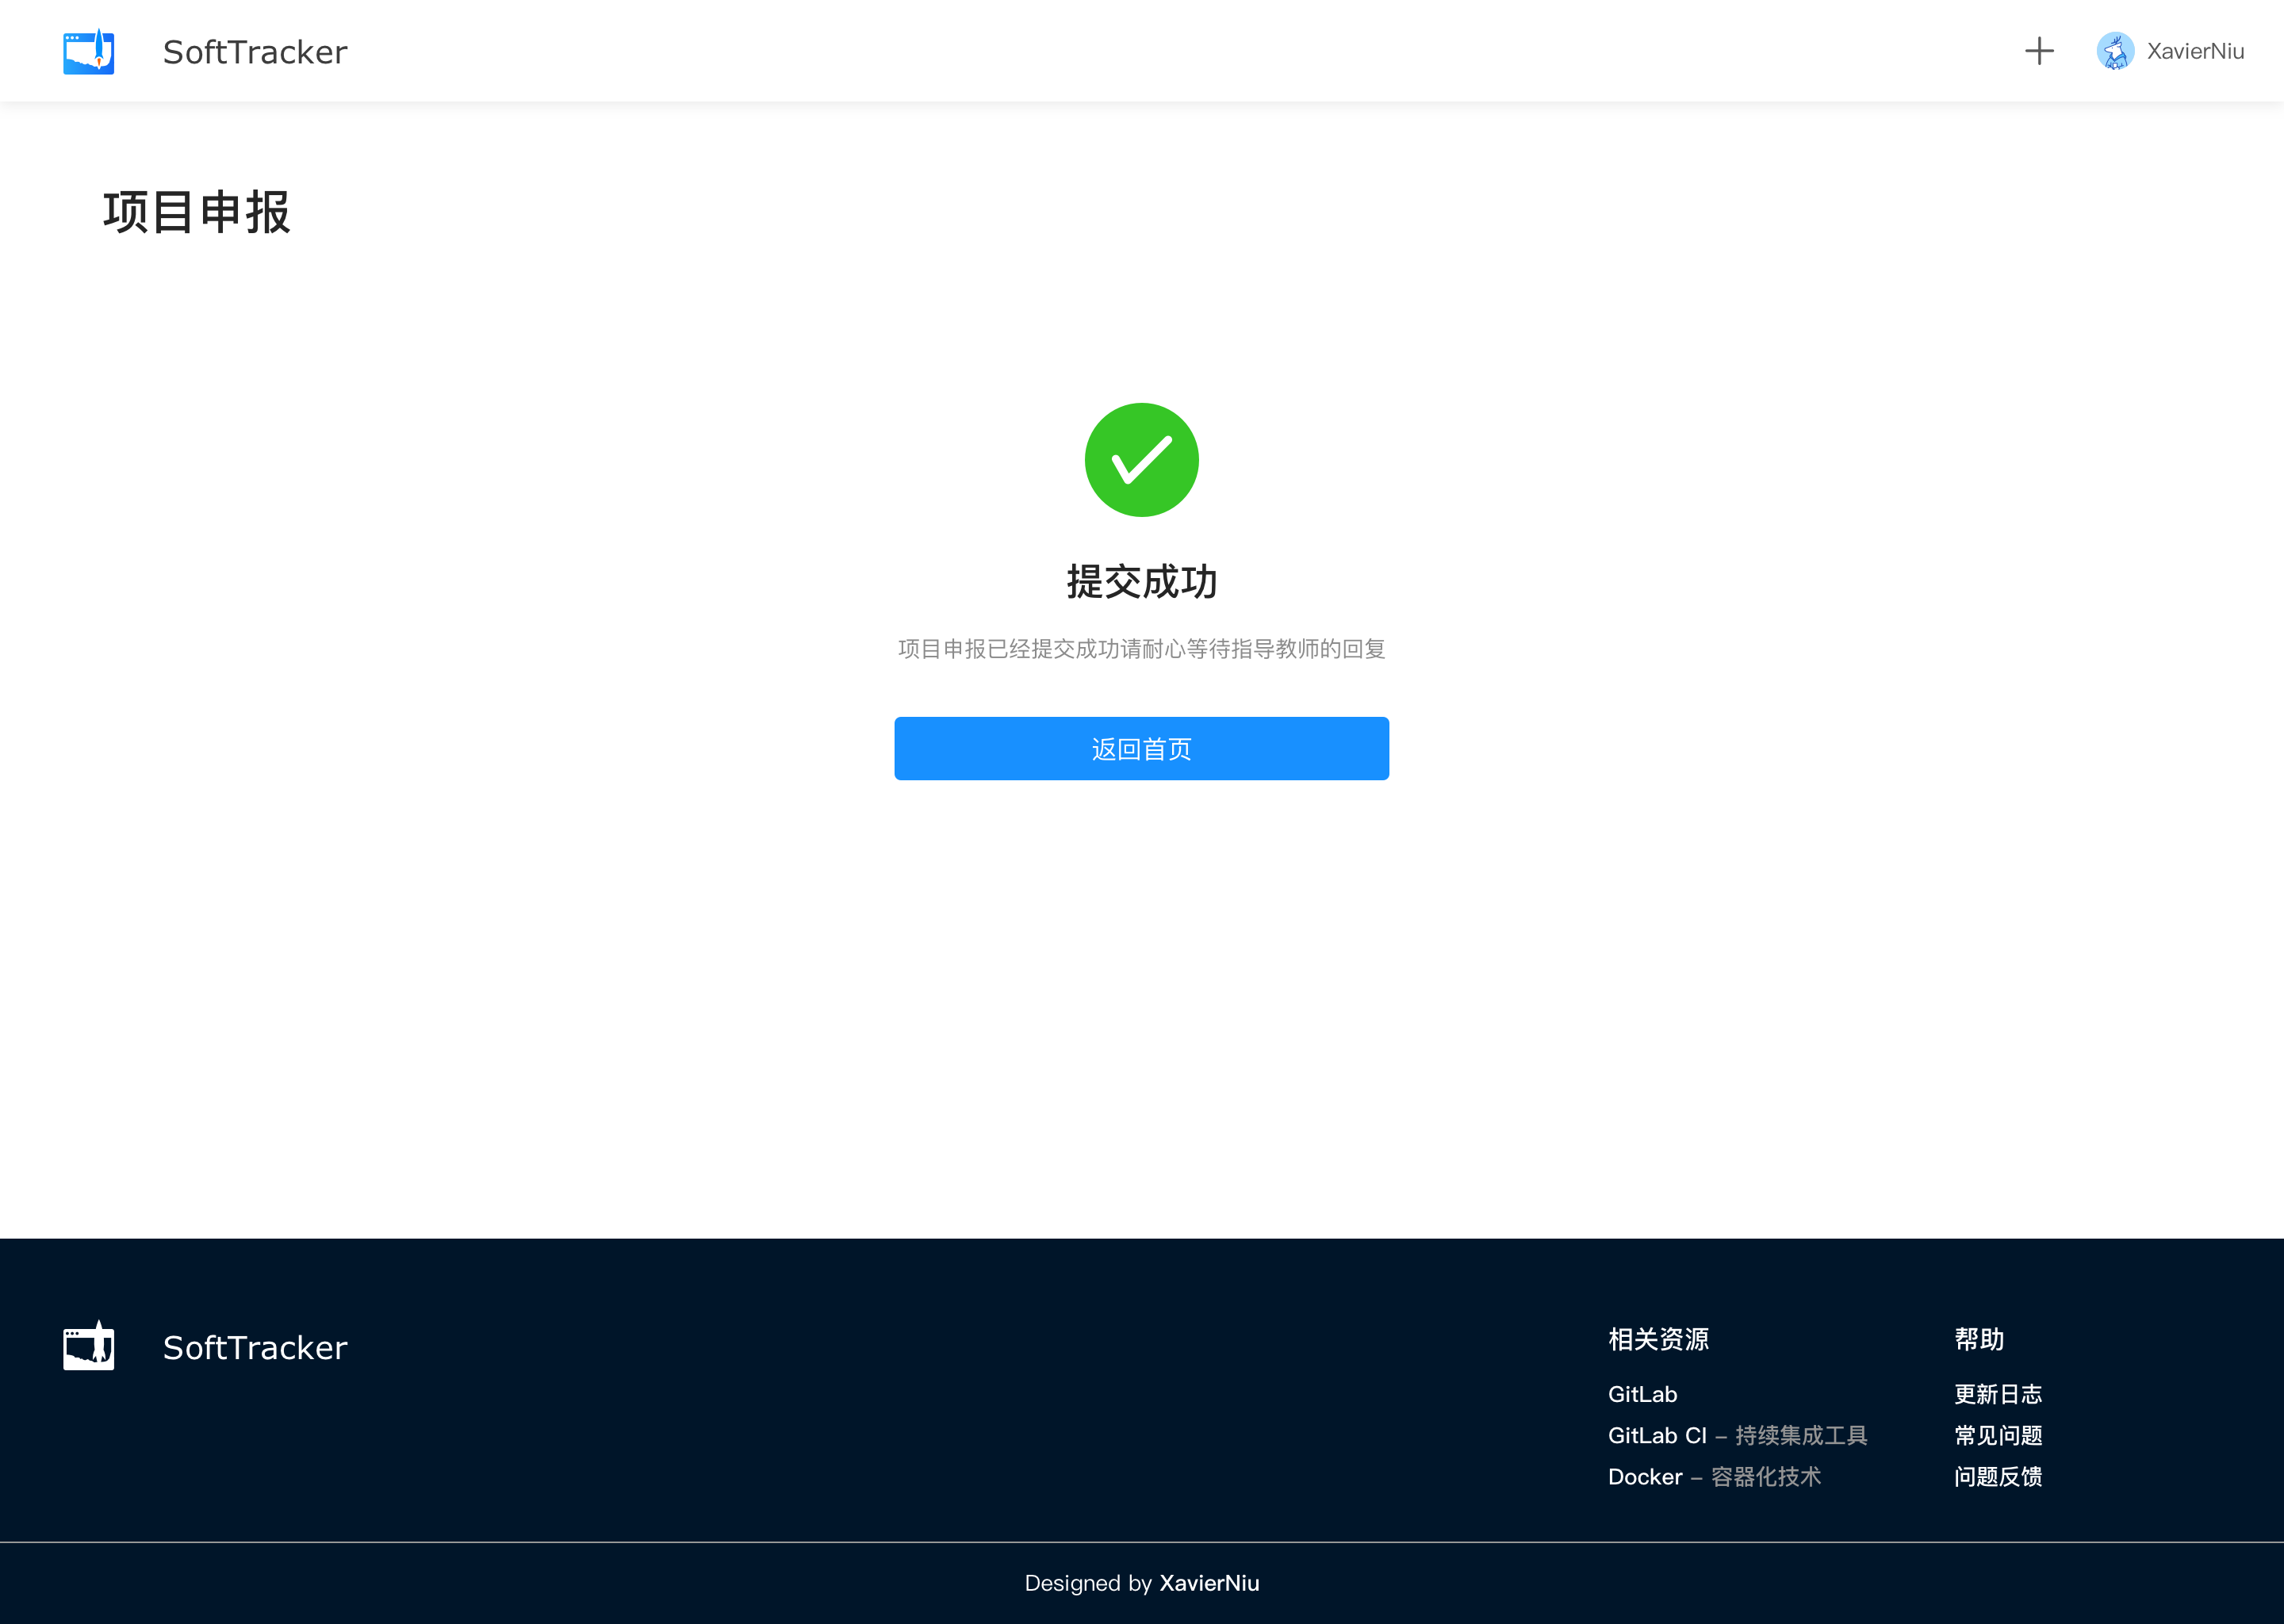 SoftTracker
XavierNiu
项目申报
提交成功
项目申报已经提交成功请耐心等待指导教师的回复
返回首页
SoftTracker
相关资源
GitLab
GitLab CI – 持续集成工具
Docker – 容器化技术
帮助
更新日志
常见问题
问题反馈
Designed by XavierNiu